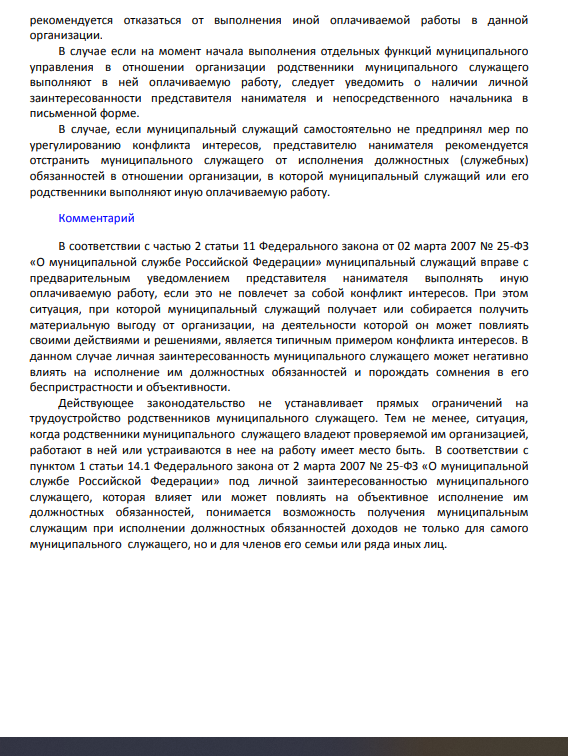 рекомендуется отказаться от выполнения иной оплачиваемой работы в данной
организации.
В случае если на момент начала выполнения отдельных функций муниципального
управления в отношении организации родственники муниципального служащего
выполняют в ней оплачиваемую работу, следует уведомить о наличии личной
заинтересованности представителя нанимателя и непосредственного начальника в
письменной форме.
В случае, если муниципальный служащий самостоятельно не предпринял мер по
урегулированию конфликта интересов, представителю нанимателя рекомендуется
отстранить муниципального служащего от исполнения должностных (служебных)
обязанностей в отношении организации, в которой муниципальный служащий или его
родственники выполняют иную оплачиваемую работу.
Комментарий
В соответствии с частью 2 статьи 11 Федерального закона от 02 марта 2007 № 25-ФЗ
«О муниципальной службе Российской Федерации» муниципальный служащий вправе с
предварительным уведомлением представителя нанимателя выполнять иную
оплачиваемую работу, если это не повлечет за собой конфликт интересов. При этом
ситуация, при которой муниципальный служащий получает или собирается получить
материальную выгоду от организации, на деятельности которой он может повлиять
своими действиями и решениями, является типичным примером конфликта интересов. В
данном случае личная заинтересованность муниципального служащего может негативно
влиять на исполнение им должностных обязанностей и порождать сомнения в его
беспристрастности и объективности.
Действующее законодательство не устанавливает прямых ограничений на
трудоустройство родственников муниципального служащего. Тем не менее, ситуация,
когда родственники муниципального служащего владеют проверяемой им организацией,
работают в ней или устраиваются в нее на работу имеет место быть. В соответствии с
пунктом 1 статьи 14.1 Федерального закона от 2 марта 2007 № 25-ФЗ «О муниципальной
службе Российской Федерации» под личной заинтересованностью муниципального
служащего, которая влияет или может повлиять на объективное исполнение им
должностных обязанностей, понимается возможность получения муниципальным
служащим при исполнении должностных обязанностей доходов не только для самого
муниципального служащего, но и для членов его семьи или ряда иных лиц.